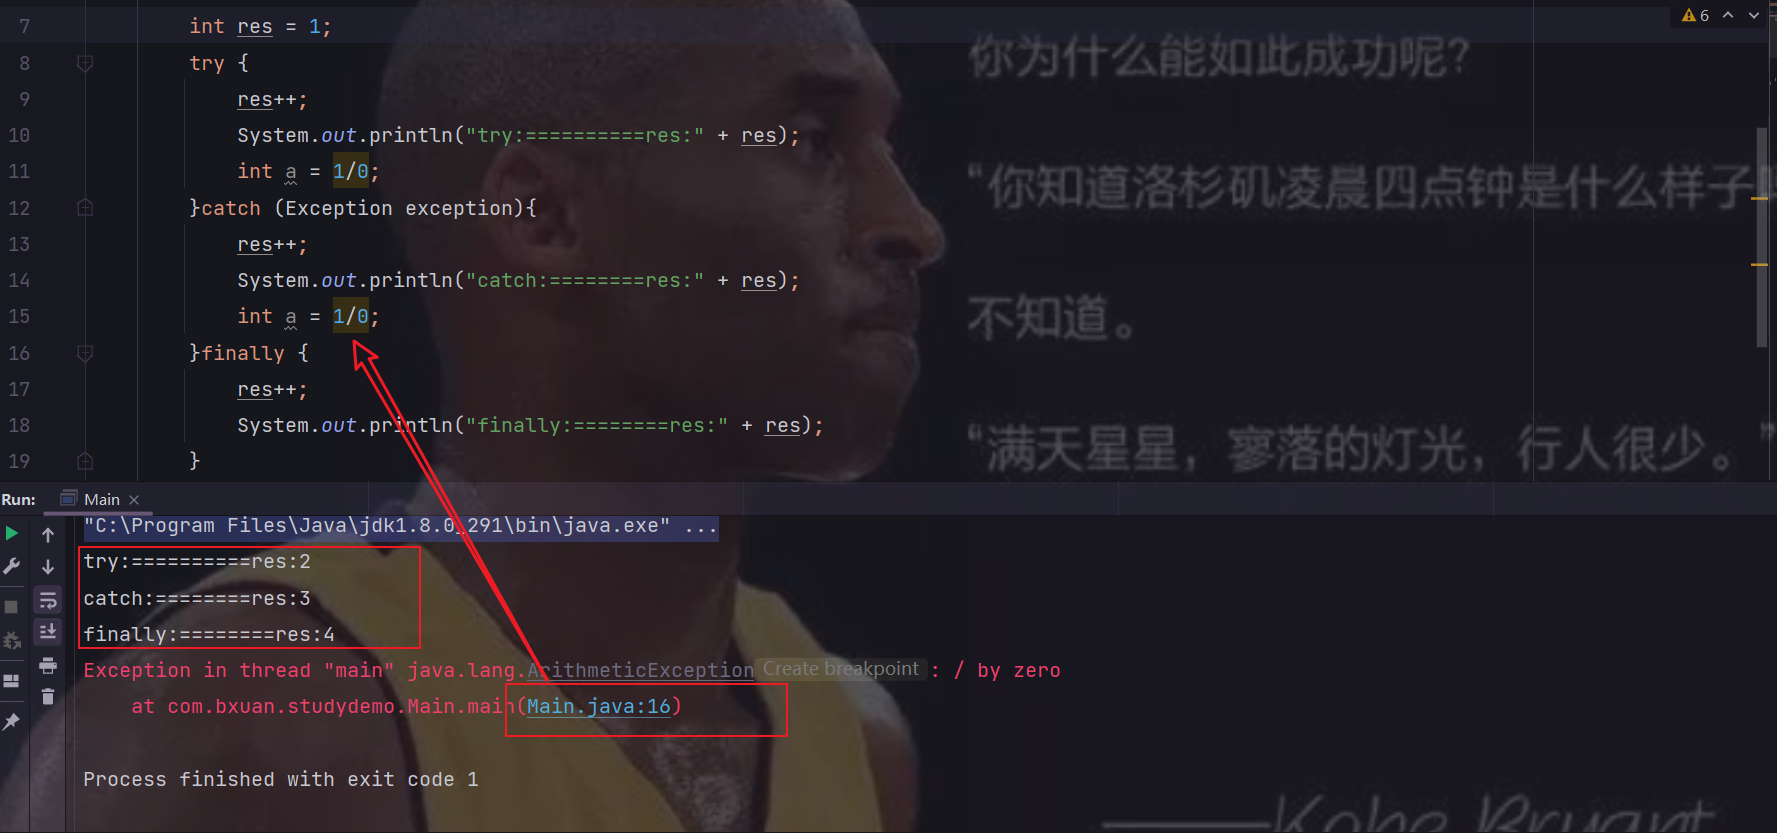 6
7 int res = 1;
你为什么能如此成功呢?
8 try {
9 res++;
10 System.out.println("try:==========res:" + res);
11 int a = 1/0;
“你知道洛杉矶凌晨四点钟是什么样子
12 }catch (Exception exception){
13 res++;
14 System.out.println("catch:========res:" + res);
15 int a = 1/0;
不知道。
16 }finally {
17 res++;
18 System.out.println("finally:========res:" + res);
“满天星星，寥落的灯光，行人很少。”
19 }
Run: Main
"C:\Program Files\Java\jdk1.8.0_291\bin\java.exe" ...
try:==========res:2
catch:========res:3
finally:========res:4
Exception in thread "main" java.lang.ArithmeticException Create breakpoint : / by zero
at com.bxuan.studydemo.Main.main(Main.java:16)
Process finished with exit code 1
——Kobe Bryant